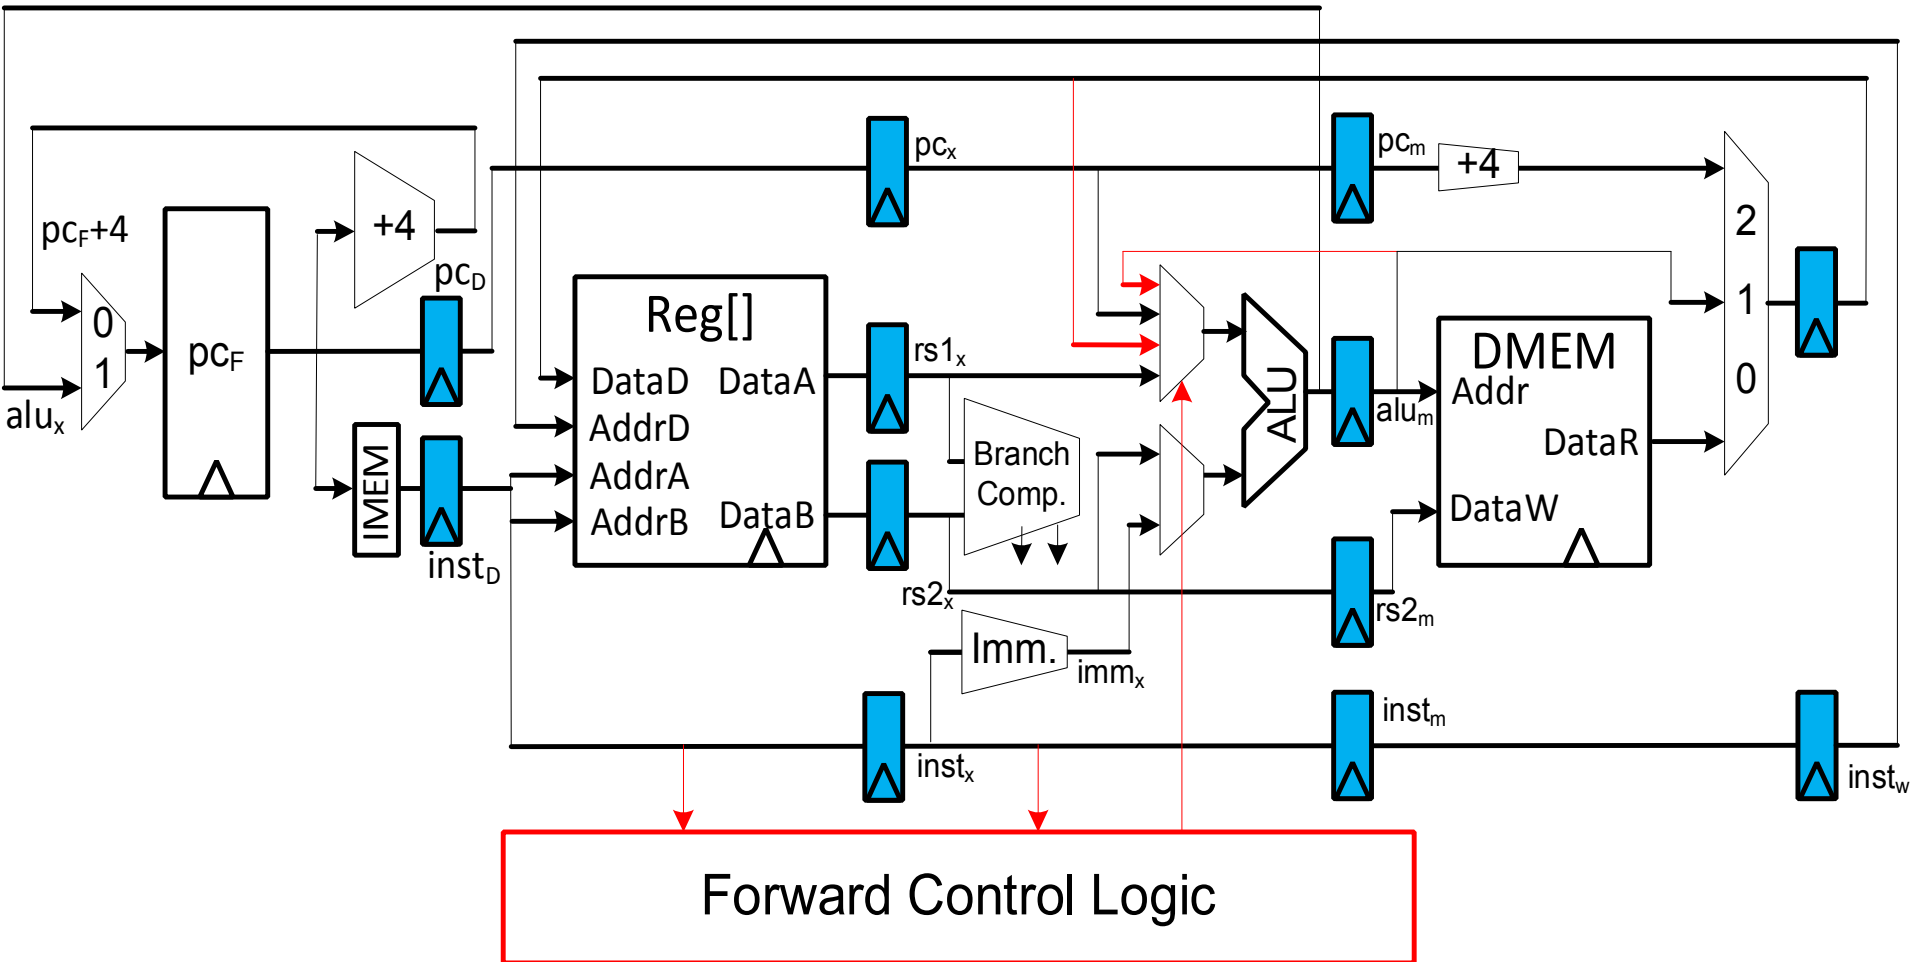 pcF+4
0
1
alux
pcF
+4
pcD
IMEM
instD
Reg[]
DataD
DataA
AddrD
AddrA
AddrB
DataB
pcx
rs1x
Branch
Comp.
rs2x
Imm.
immx
instx
ALU
pcm
+4
alum
DMEM
Addr
DataR
DataW
rs2m
instm
2
1
0
instw
Forward Control Logic